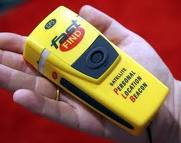 fast
FIND
SATELLITE
PERSONAL
LOCATION
BEACON